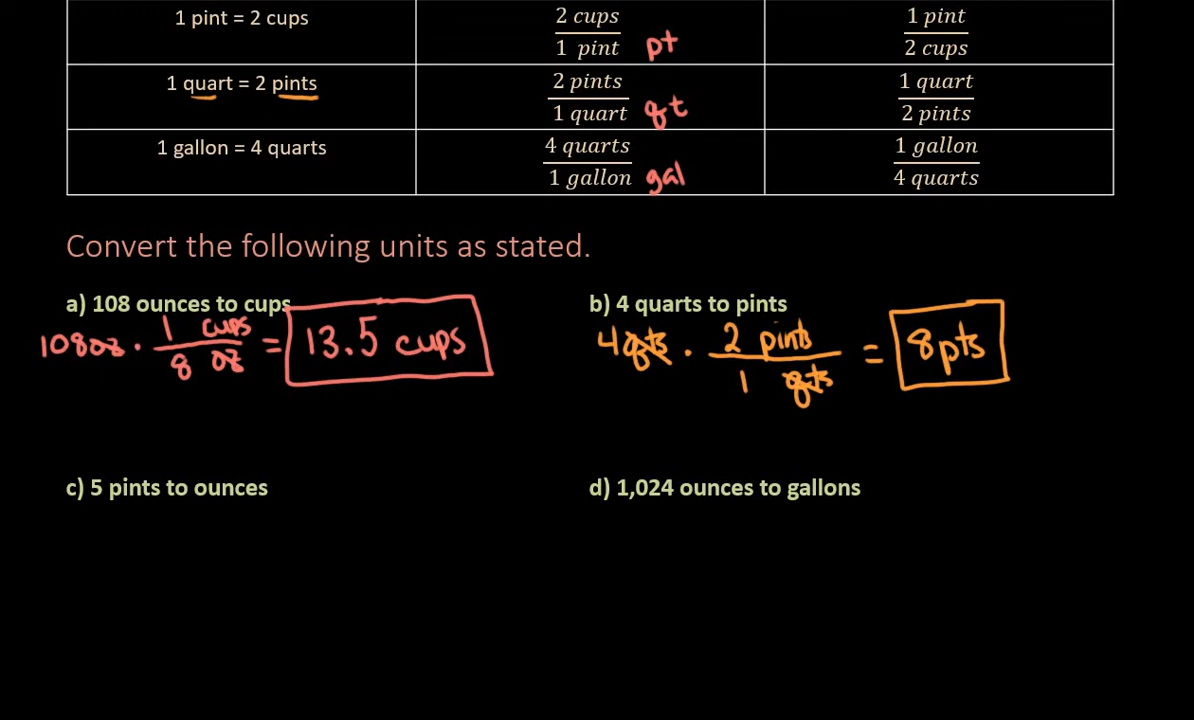 1 pint = 2 cups
2 cups
1 pint pt
1 pint
2 cups
1 quart = 2 pints
2 pints
1 quart qt
1 quart
2 pints
1 gallon = 4 quarts
4 quarts
1 gallon gal
1 gallon
4 quarts
Convert the following units as stated.
a) 108 ounces to cups
108oz · 1 cups / 8 oz = 13.5 cups
b) 4 quarts to pints
4qts · 2 pints / 1 qts = 8pts
c) 5 pints to ounces
d) 1,024 ounces to gallons